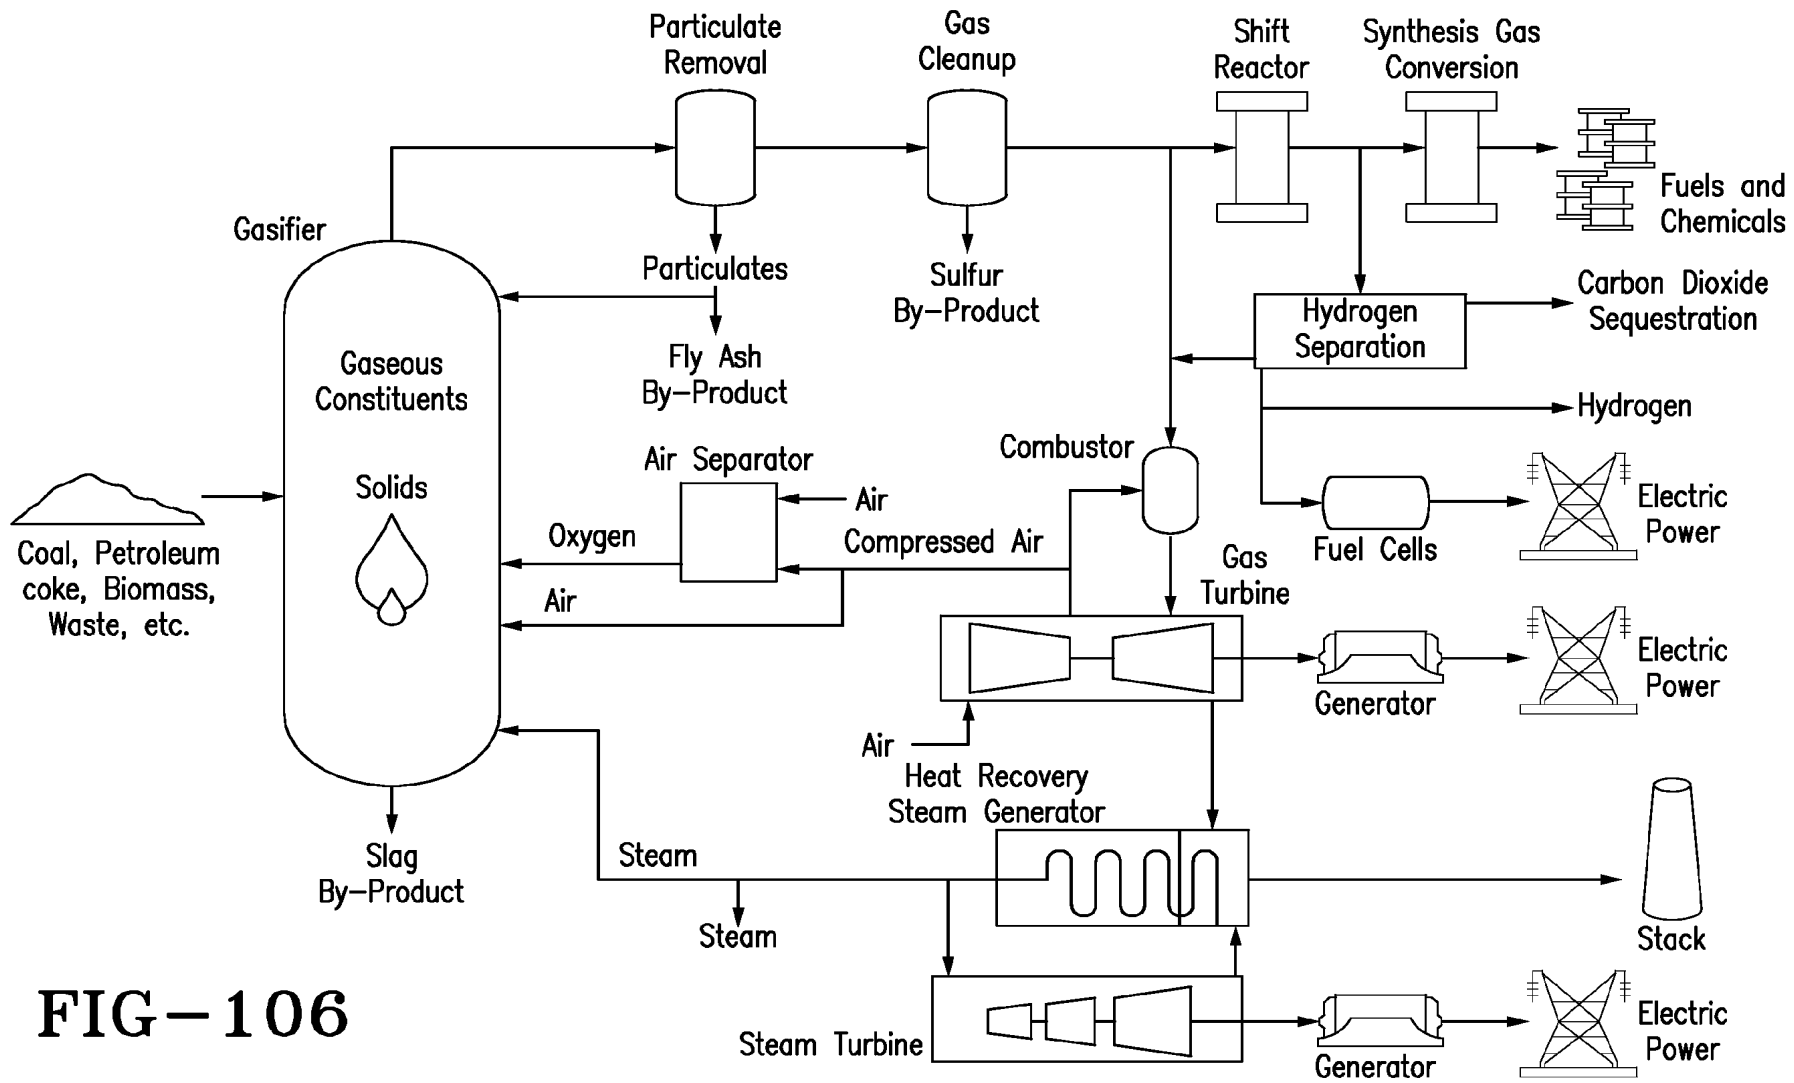 Particulate
Removal
Gas
Cleanup
Shift
Reactor
Synthesis Gas
Conversion
Fuels and
Chemicals
Gasifier
Particulates
Sulfur
By-Product
Fly Ash
By-Product
Hydrogen
Separation
Carbon Dioxide
Sequestration
Hydrogen
Gaseous
Constituents
Solids
Coal, Petroleum
coke, Biomass,
Waste, etc.
Air Separator
Air
Oxygen
Compressed Air
Air
Combustor
Fuel Cells
Electric
Power
Gas
Turbine
Generator
Electric
Power
Air
Heat Recovery
Steam Generator
Slag
By-Product
Steam
Steam
Stack
Steam Turbine
Generator
Electric
Power
FIG-106